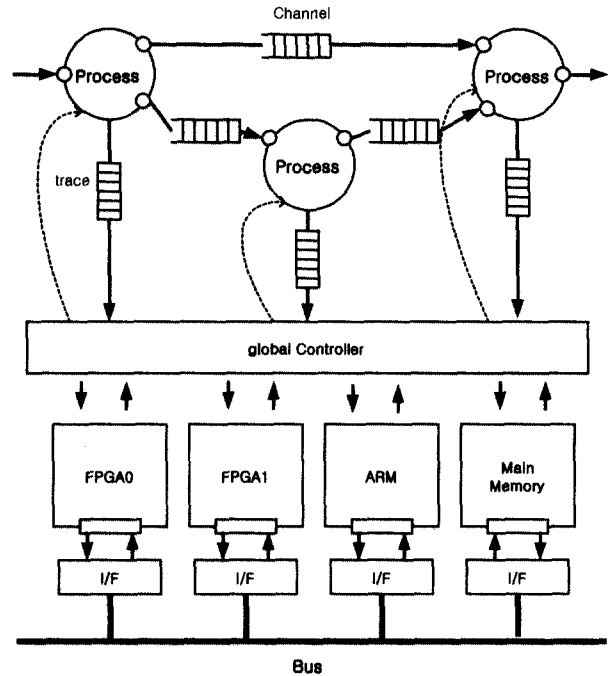 Channel
Process
Process
Process
trace
global Controller
FPGA0
FPGA1
ARM
Main
Memory
I/F
I/F
I/F
I/F
Bus